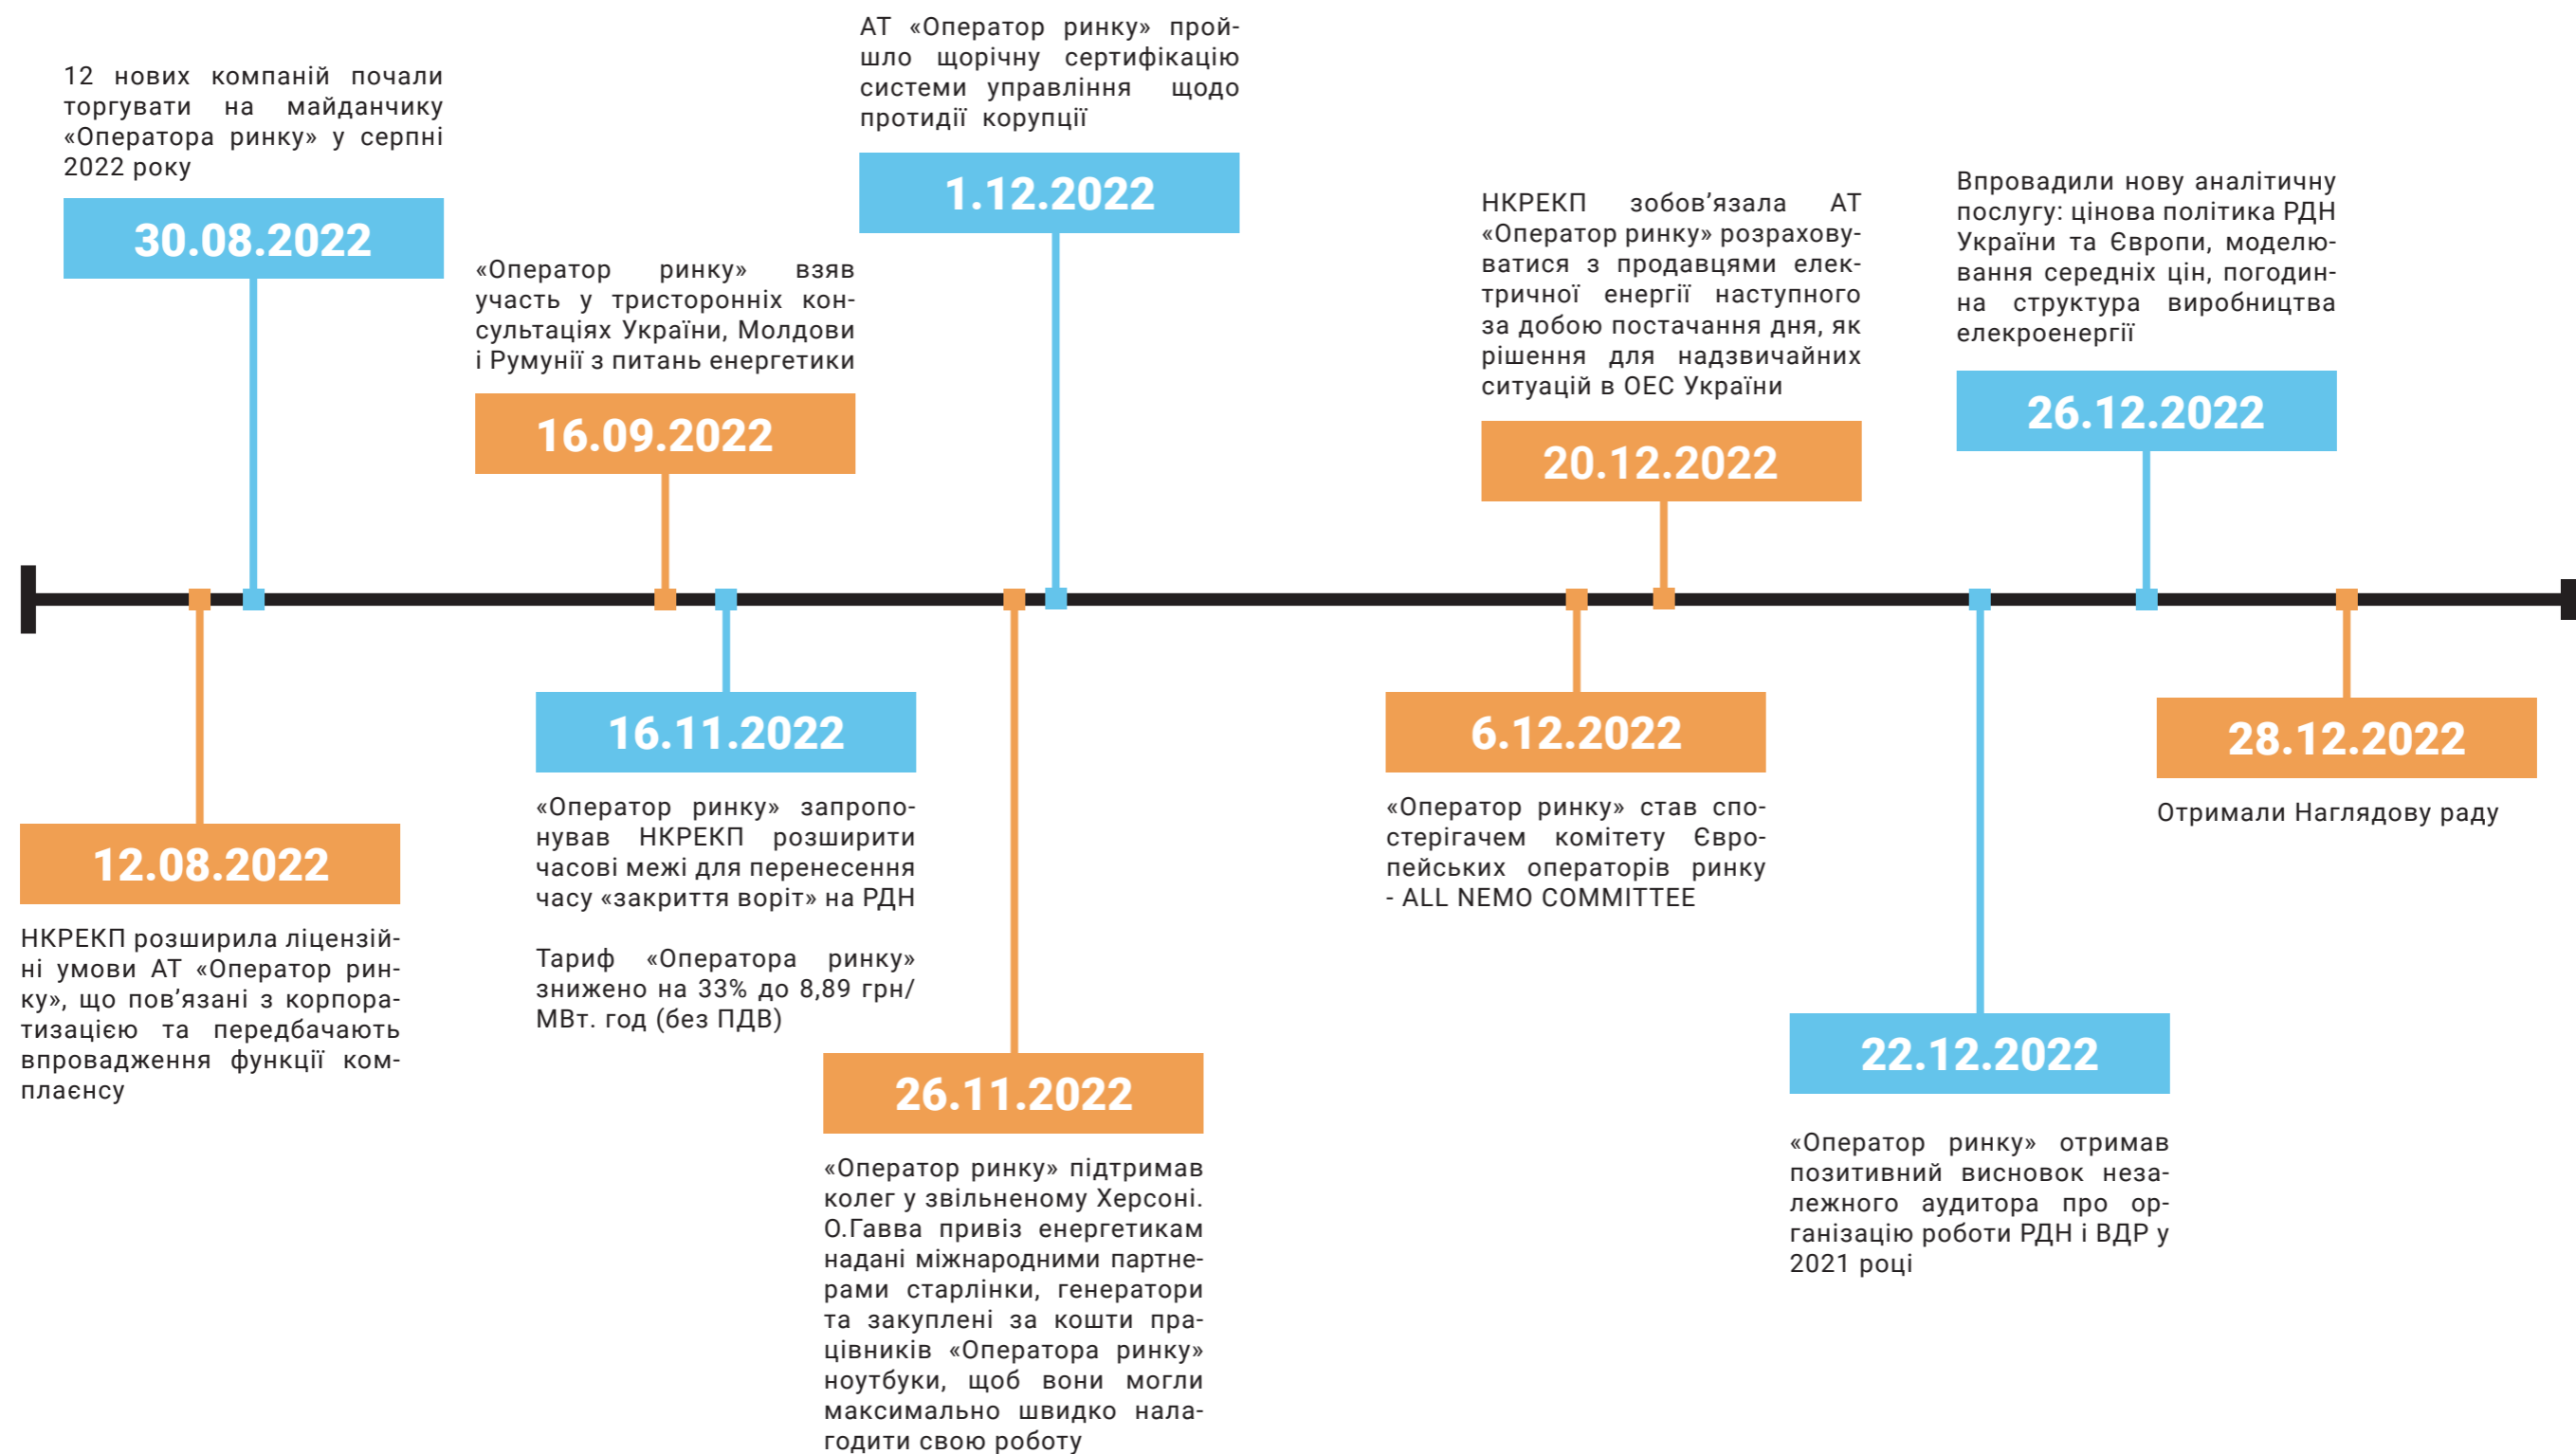 12 нових компаній почали
торгувати на майданчику
«Оператора ринку» у серпні
2022 року
30.08.2022
«Оператор ринку» взяв
участь у тристоронніх кон-
сультаціях України, Молдови
і Румунії з питань енергетики
16.09.2022
АТ «Оператор ринку» прой-
шло щорічну сертифікацію
системи управління щодо
протидії корупції
1.12.2022
НКРЕКП зобов’язала АТ
«Оператор ринку» розрахову-
ватися з продавцями елек-
тричної енергії наступного
за добою постачання дня, як
рішення для надзвичайних
ситуацій в ОЕС України
20.12.2022
Впровадили нову аналітичну
послугу: цінова політика РДН
України та Європи, моделю-
вання середніх цін, погодин-
на структура виробництва
елекроенергії
26.12.2022
12.08.2022
НКРЕКП розширила ліцензій-
ні умови АТ «Оператор рин-
ку», що пов’язані з корпора-
тизацією та передбачають
впровадження функції ком-
плаєнсу
16.11.2022
«Оператор ринку» запропо-
нував НКРЕКП розширити
часові межі для перенесення
часу «закриття воріт» на РДН
Тариф «Оператора ринку»
знижено на 33% до 8,89 грн/
МВт. год (без ПДВ)
26.11.2022
«Оператор ринку» підтримав
колег у звільненому Херсоні.
О.Гавва привіз енергетикам
надані міжнародними партне-
рами старлінки, генератори
та закуплені за кошти пра-
цівників «Оператора ринку»
ноутбуки, щоб вони могли
максимально швидко нала-
годити свою роботу
6.12.2022
«Оператор ринку» став спо-
стерігачем комітету Євро-
пейських операторів ринку
- ALL NEMO COMMITTEE
22.12.2022
«Оператор ринку» отримав
позитивний висновок неза-
лежного аудитора про ор-
ганізацію роботи РДН і ВДР у
2021 році
28.12.2022
Отримали Наглядову раду